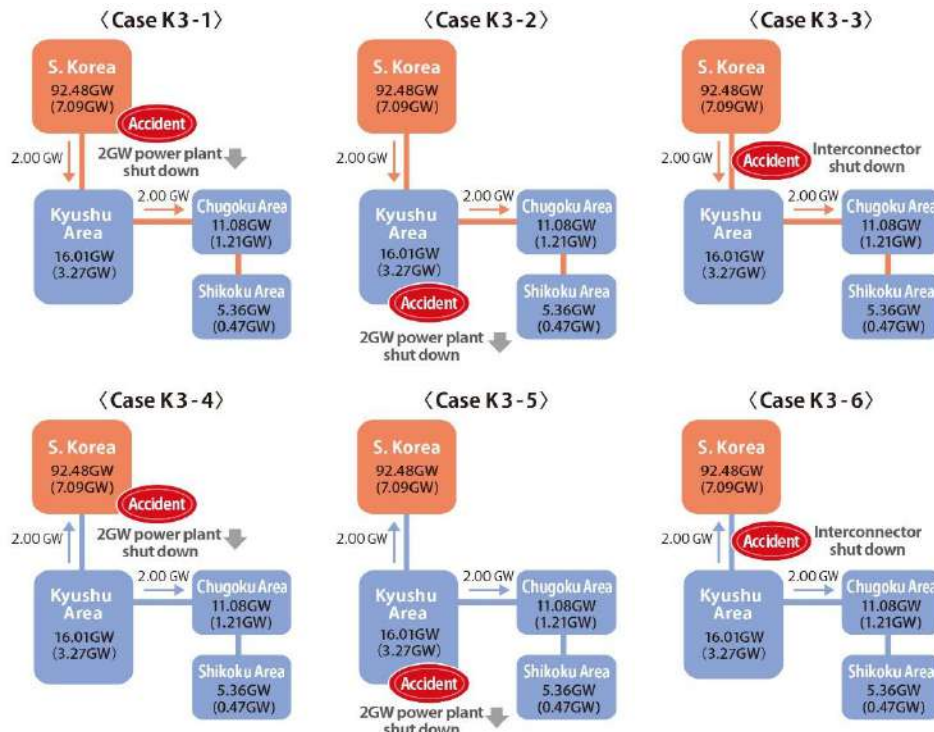 〈Case K3-1〉
S. Korea
92.48GW
(7.09GW)
Accident
2.00 GW
2GW power plant
shut down
2.00 GW
Kyushu
Area
16.01GW
(3.27GW)
Chugoku Area
11.08GW
(1.21GW)
Shikoku Area
5.36GW
(0.47GW)
〈Case K3-2〉
S. Korea
92.48GW
(7.09GW)
2.00 GW
2.00 GW
Kyushu
Area
16.01GW
(3.27GW)
Chugoku Area
11.08GW
(1.21GW)
Accident
Shikoku Area
5.36GW
(0.47GW)
2GW power plant
shut down
〈Case K3-3〉
S. Korea
92.48GW
(7.09GW)
2.00 GW
Accident
Interconnector
shut down
2.00 GW
Kyushu
Area
16.01GW
(3.27GW)
Chugoku Area
11.08GW
(1.21GW)
Shikoku Area
5.36GW
(0.47GW)
〈Case K3-4〉
S. Korea
92.48GW
(7.09GW)
Accident
2.00 GW
2GW power plant
shut down
2.00 GW
Kyushu
Area
16.01GW
(3.27GW)
Chugoku Area
11.08GW
(1.21GW)
Shikoku Area
5.36GW
(0.47GW)
〈Case K3-5〉
S. Korea
92.48GW
(7.09GW)
2.00 GW
2.00 GW
Kyushu
Area
16.01GW
(3.27GW)
Chugoku Area
11.08GW
(1.21GW)
Accident
Shikoku Area
5.36GW
(0.47GW)
2GW power plant
shut down
〈Case K3-6〉
S. Korea
92.48GW
(7.09GW)
2.00 GW
Accident
Interconnector
shut down
2.00 GW
Kyushu
Area
16.01GW
(3.27GW)
Chugoku Area
11.08GW
(1.21GW)
Shikoku Area
5.36GW
(0.47GW)